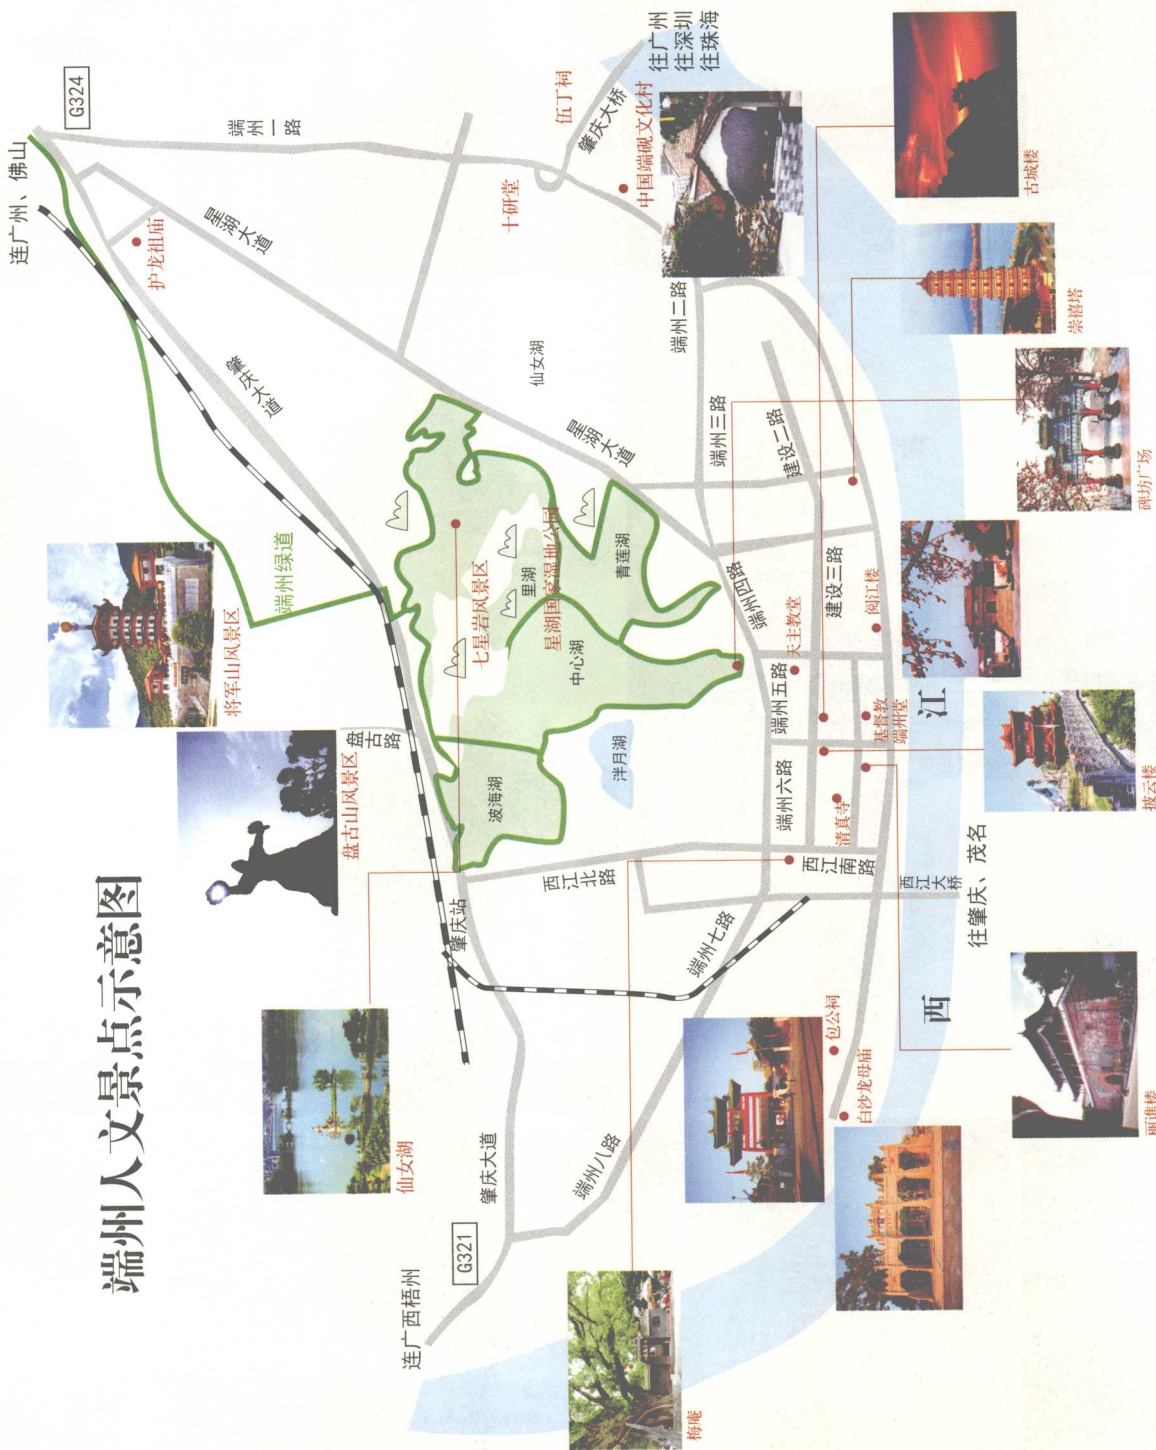 端州人文景点示意图
G324
连广州、佛山
端州一路
星湖大道
护龙祖庙
肇庆大道
端州绿道
将军山风景区
盘古路
盘古山风景区
肇庆站
仙女湖
肇庆大道
G321
连广西梧州
伍丁祠
肇庆大桥
往广州
往深圳
往珠海
十研堂
中国端砚文化村
仙女湖
星湖大道
端州二路
端州三路
建设二路
七星岩风景区
里湖
星湖国家湿地公园
青莲湖
中心湖
波海湖
泮月湖
端州四路
建设三路
天主教堂
阅江楼
端州五路
基督教
端州堂
端州六路
清真寺
西江北路
西江南路
西江大桥
往肇庆、茂名
端州七路
端州八路
包公祠
白沙龙母庙
西
江
古城楼
崇禧塔
牌坊广场
披云楼
丽谯楼
梅庵